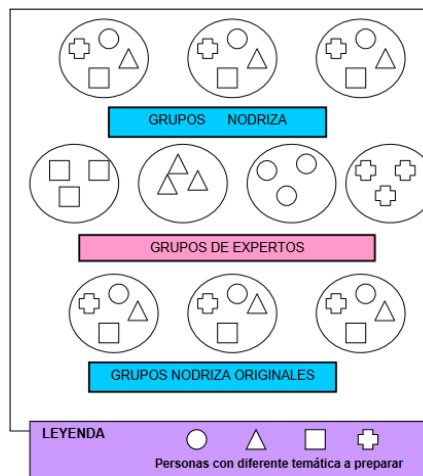 GRUPOS NODRIZA
GRUPOS DE EXPERTOS
GRUPOS NODRIZA ORIGINALES
LEYENDA
Personas con diferente temática a preparar